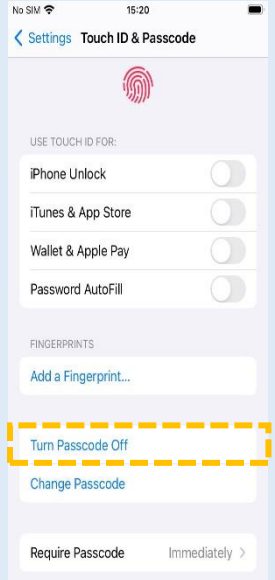 No SIM 15:20
Settings Touch ID & Passcode
USE TOUCH ID FOR:
iPhone Unlock
iTunes & App Store
Wallet & Apple Pay
Password AutoFill
FINGERPRINTS
Add a Fingerprint...
Turn Passcode Off
Change Passcode
Require Passcode Immediately